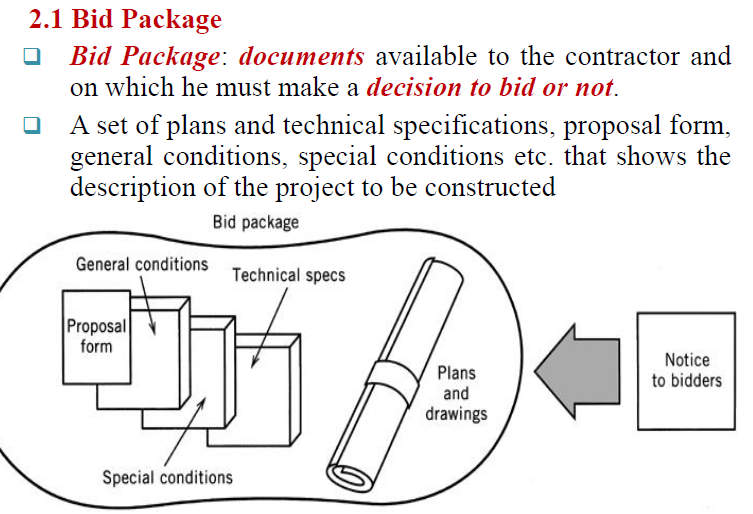 2.1 Bid Package
❑ Bid Package: documents available to the contractor and
on which he must make a decision to bid or not.
❑ A set of plans and technical specifications, proposal form,
general conditions, special conditions etc. that shows the
description of the project to be constructed
Bid package
General conditions
Technical specs
Proposal
form
Plans
and
drawings
Notice
to bidders
Special conditions